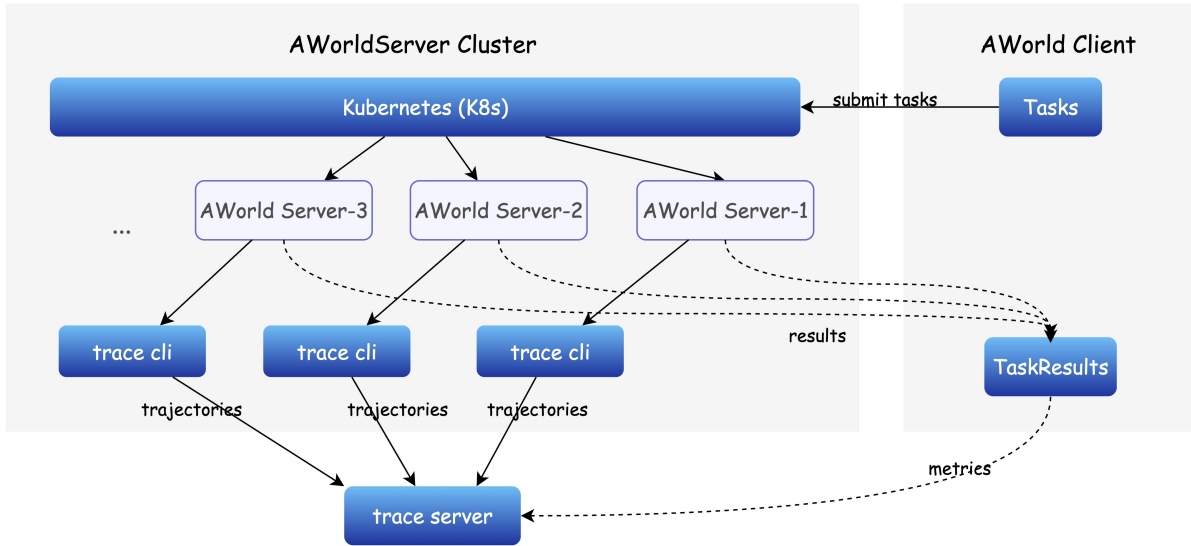 AWorldServer Cluster
AWorld Client
Kubernetes (K8s)
submit tasks
Tasks
AWorld Server-3
AWorld Server-2
AWorld Server-1
...
results
trace cli
trace cli
trace cli
TaskResults
trajectories
trajectories
trajectories
metries
trace server